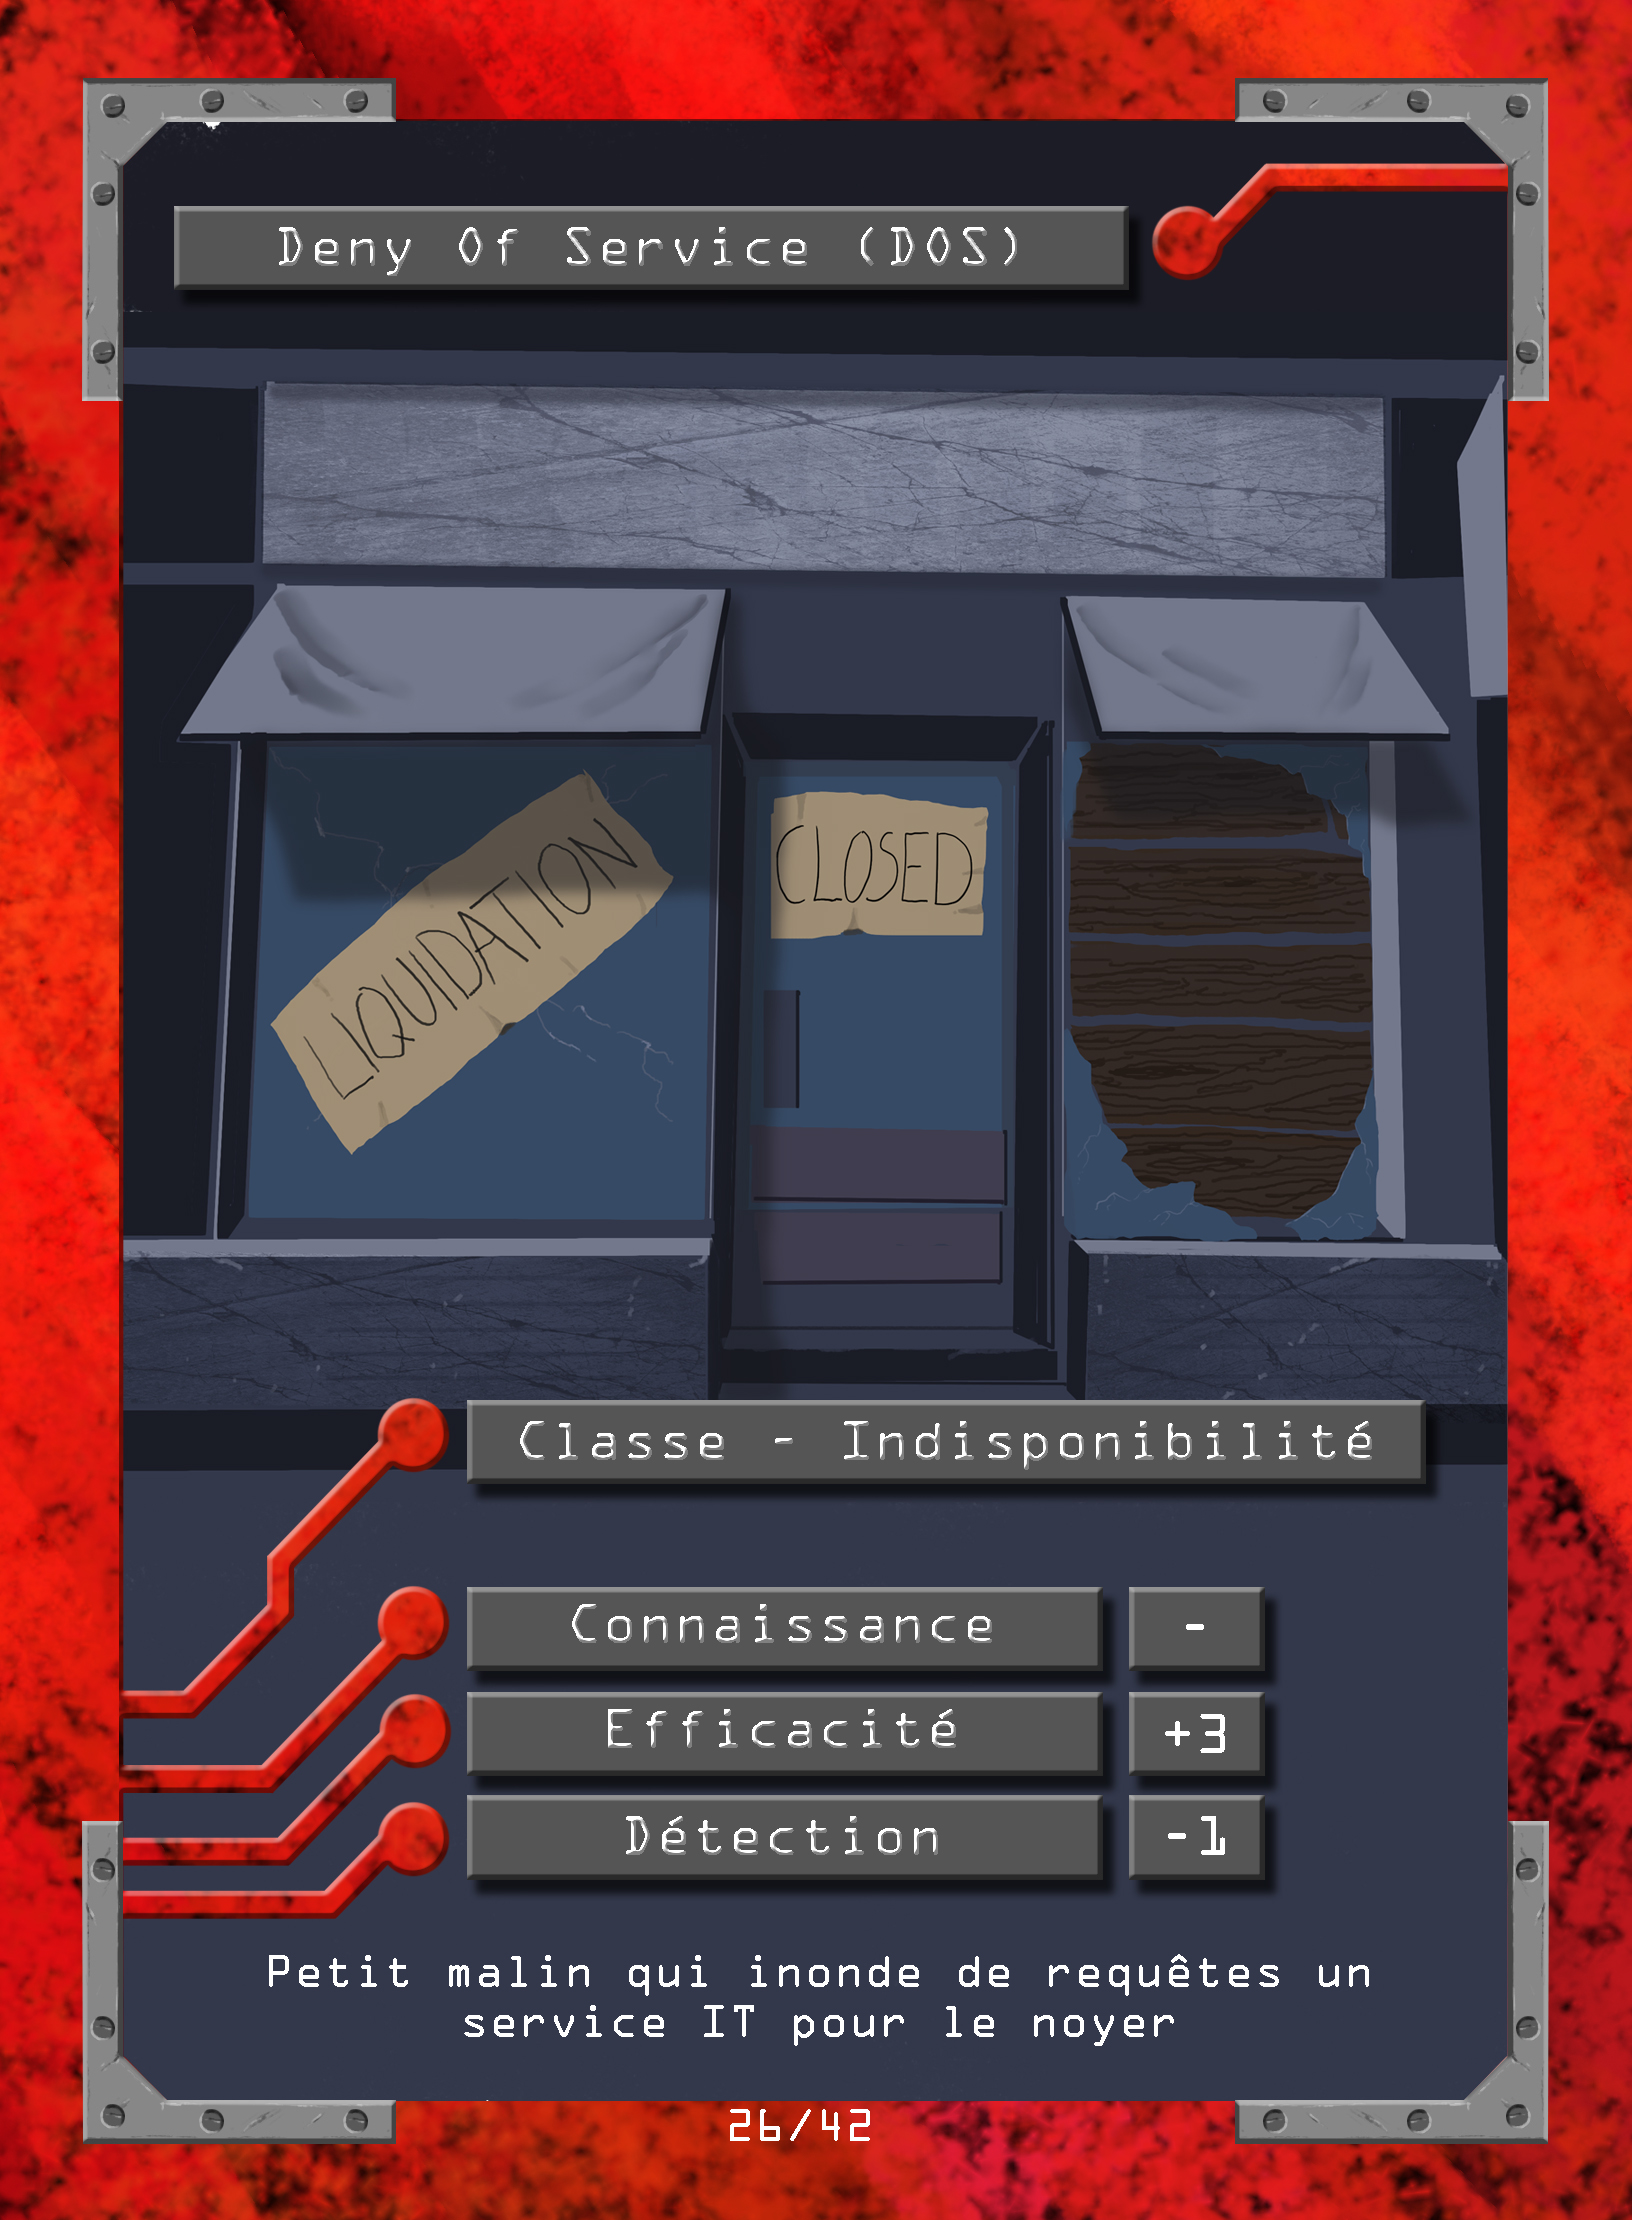 Deny Of Service (DOS)
LIQUIDATION
CLOSED
Classe - Indisponibilité
Connaissance -
Efficacité +3
Détection -1
Petit malin qui inonde de requêtes un
service IT pour le noyer
26/42